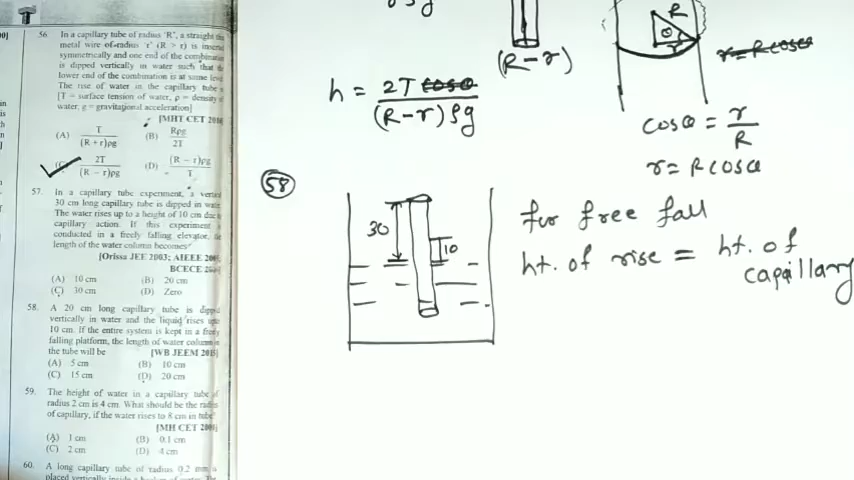 56. In a capillary tube of radius 'R', a straight
metal wire of radius 'r' (R > r) is inserted
symmetrically and one end of the combination
is dipped vertically in water such that the
lower end of the combination is at same level
The rise of water in the capillary tube is
[T = surface tension of water, ρ = density of
water, g = gravitational acceleration]
[MHT CET 20
(A) T / (R + r)ρg (B) Rρg / 2T
(C) 2T / (R − r)ρg (D) (R − r)ρg / T
57. In a capillary tube experiment, a vertical
30 cm long capillary tube is dipped in water
The water rises up to a height of 10 cm due
capillary action. If this experiment
conducted in a freely falling elevator, the
length of the water column becomes
[Orissa JEE 2003; AIEEE 200
BCECE 20
(A) 10 cm (B) 20 cm
(C) 30 cm (D) Zero
58. A 20 cm long capillary tube is dipped
vertically in water and the liquid rises upto
10 cm. If the entire system is kept in a freely
falling platform, the length of water column in
the tube will be [WB JEEM 2015]
(A) 5 cm (B) 10 cm
(C) 15 cm (D) 20 cm
59. The height of water in a capillary tube of
radius 2 cm is 4 cm. What should be the radius
of capillary, if the water rises to 8 cm in tube
[MH CET 200
(A) 1 cm (B) 0.1 cm
(C) 2 cm (D) 4 cm
60. A long capillary tube of radius 0.2 mm
placed vertically inside a
ρg
(R-r)
h = 2T cosθ / (R-r) ρg
R
θ
r
r = R cosθ
cosθ = r / R
r = R cosθ
58
30
10
for free fall
ht. of rise = ht. of
capillary